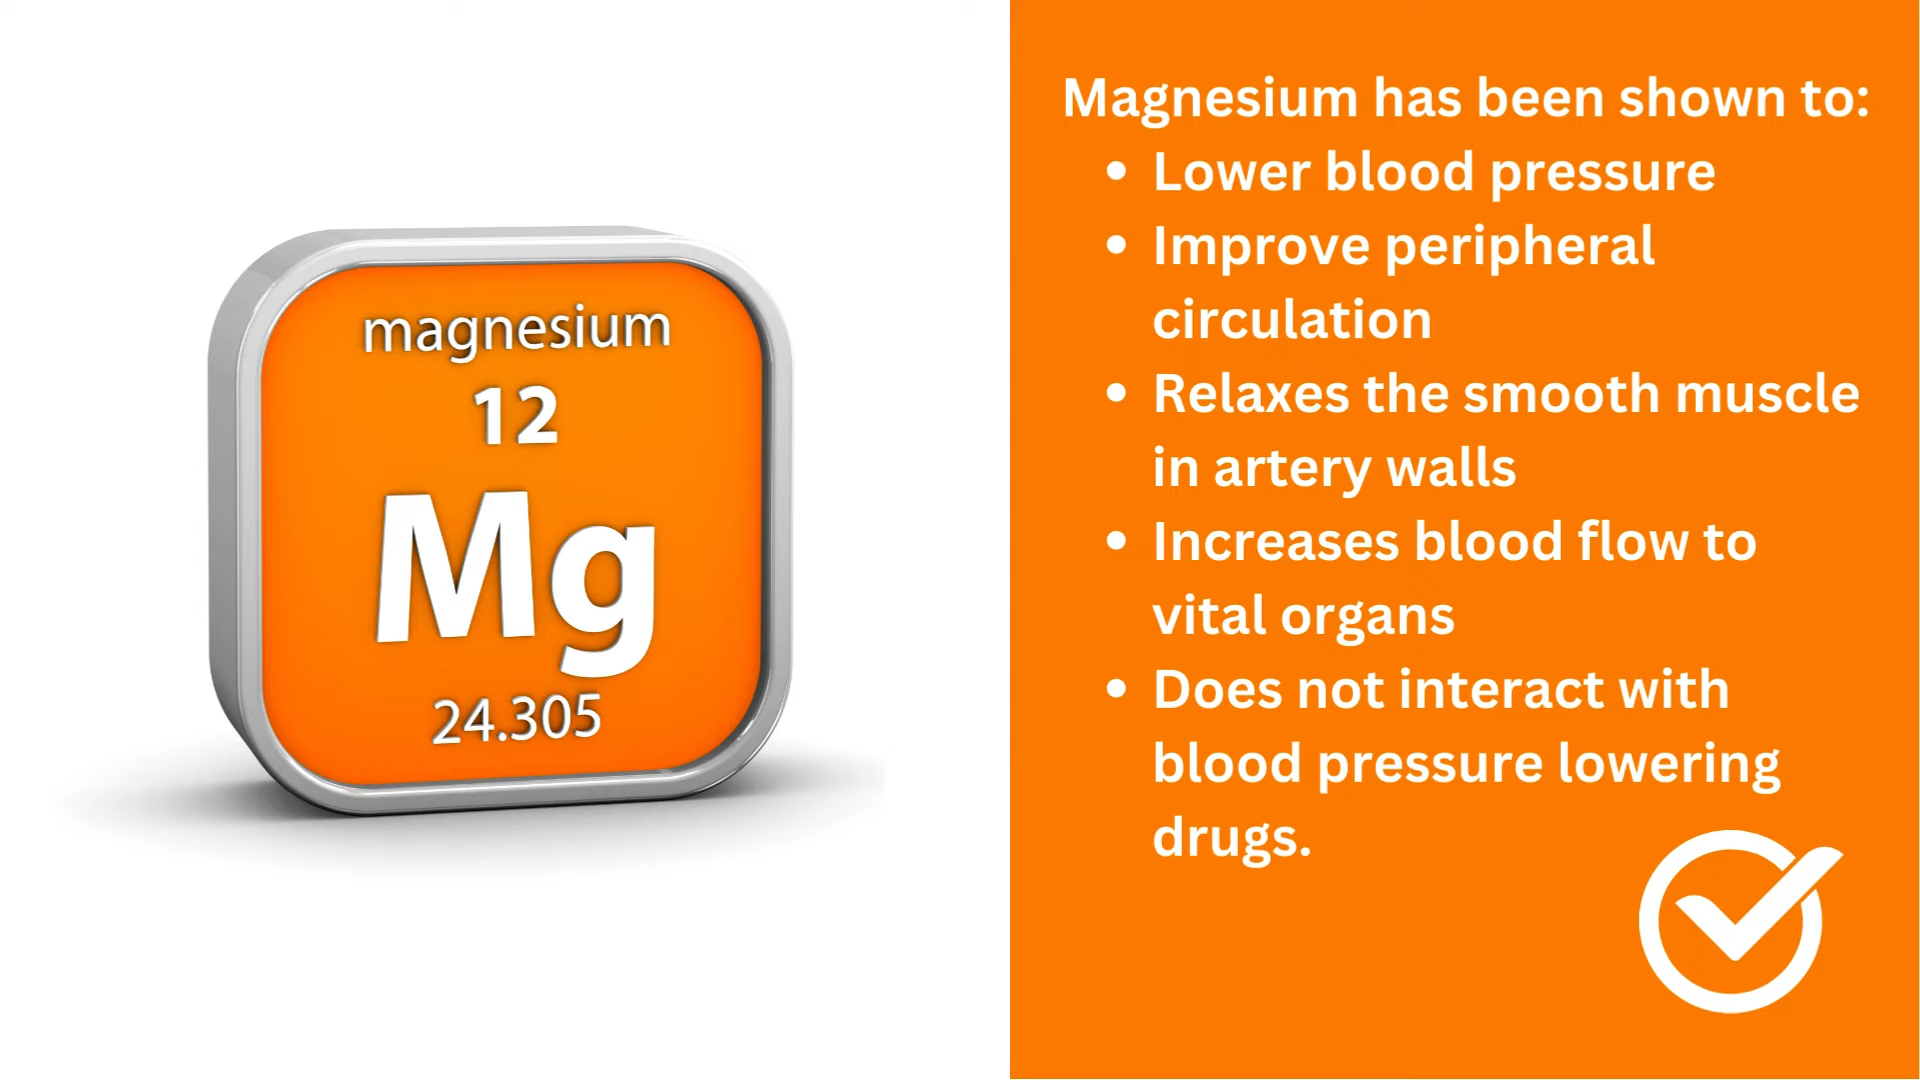 magnesium
12
Mg
24.305
Magnesium has been shown to:
• Lower blood pressure
• Improve peripheral
circulation
• Relaxes the smooth muscle
in artery walls
• Increases blood flow to
vital organs
• Does not interact with
blood pressure lowering
drugs.